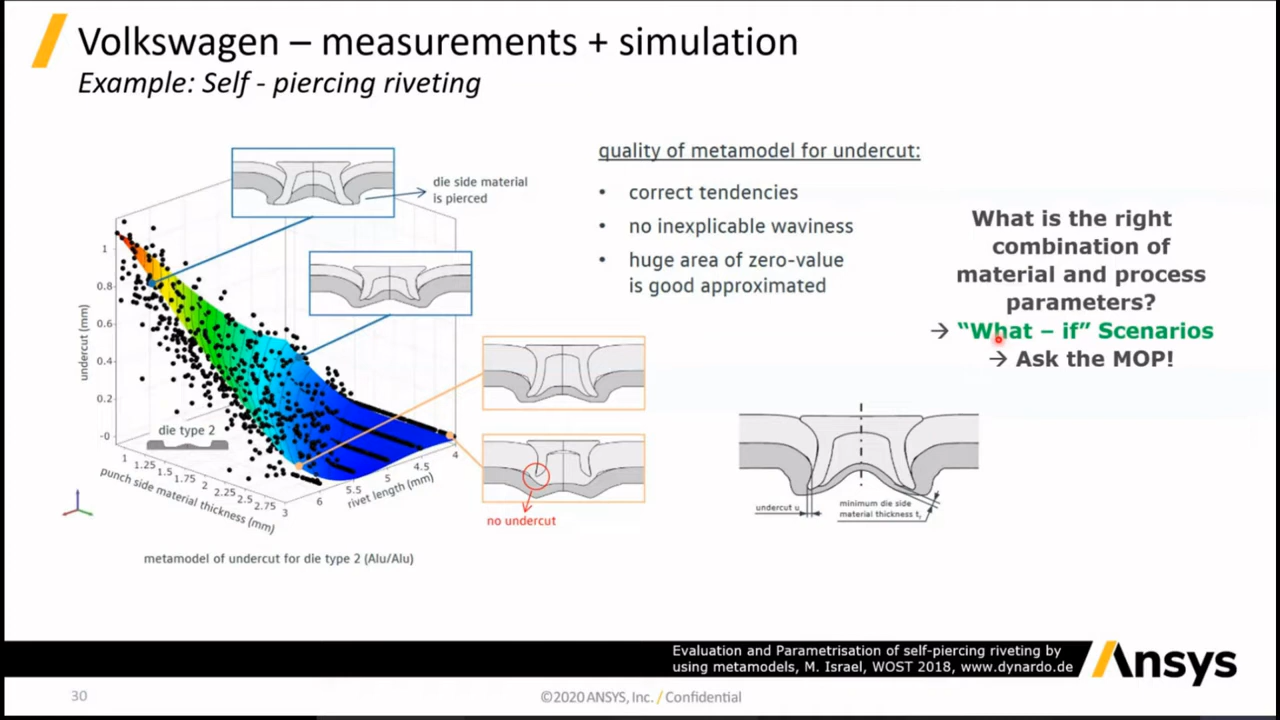 Volkswagen – measurements + simulation
Example: Self - piercing riveting
die side material
is pierced
undercut (mm)
1
0.8
0.6
0.4
0.2
-0
die type 2
1
1.25
1.5
1.75
2
2.25
2.5
2.75
3
punch side material thickness (mm)
6
5.5
5
4.5
4
rivet length (mm)
no undercut
metamodel of undercut for die type 2 (Alu/Alu)
quality of metamodel for undercut:
• correct tendencies
• no inexplicable waviness
• huge area of zero-value
is good approximated
What is the right
combination of
material and process
parameters?
→ “What – if” Scenarios
→ Ask the MOP!
undercut u
minimum die side
material thickness t
Evaluation and Parametrisation of self-piercing riveting by
using metamodels, M. Israel, WOST 2018, www.dynardo.de
Ansys
30
©2020 ANSYS, Inc. / Confidential